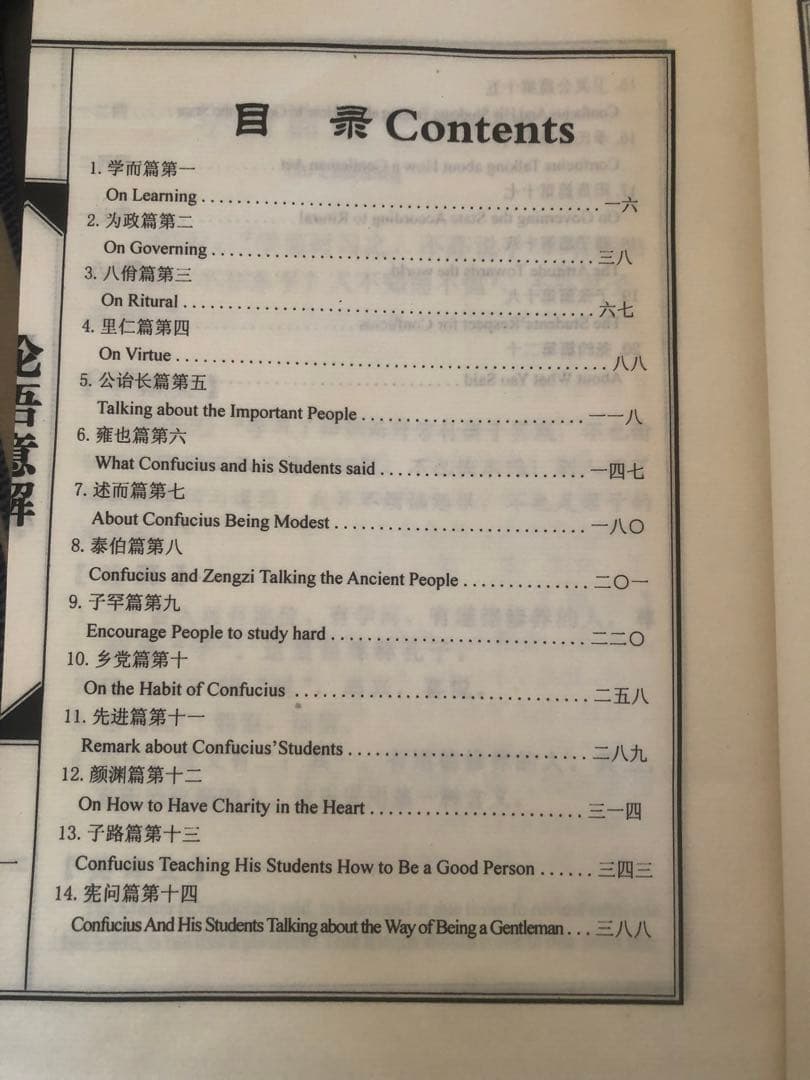 目 录 Contents
1. 学而篇第一
On Learning........................................................一六
2. 为政篇第二
On Governing........................................................三八
3. 八佾篇第三
On Ritural........................................................六七
4. 里仁篇第四
On Virtue........................................................八八
5. 公诒长篇第五
Talking about the Important People..............................一一八
6. 雍也篇第六
What Confucius and his Students said............................一四七
7. 述而篇第七
About Confucius Being Modest..................................一八〇
8. 泰伯篇第八
Confucius and Zengzi Talking the Ancient People.............二〇一
9. 子罕篇第九
Encourage People to study hard................................二二〇
10. 乡党篇第十
On the Habit of Confucius ....................................二五八
11. 先进篇第十一
Remark about Confucius'Students.............................二八九
12. 颜渊篇第十二
On How to Have Charity in the Heart........................三一四
13. 子路篇第十三
Confucius Teaching His Students How to Be a Good Person......三四三
14. 宪问篇第十四
Confucius And His Students Talking about the Way of Being a Gentleman...三八八
论语意解
一